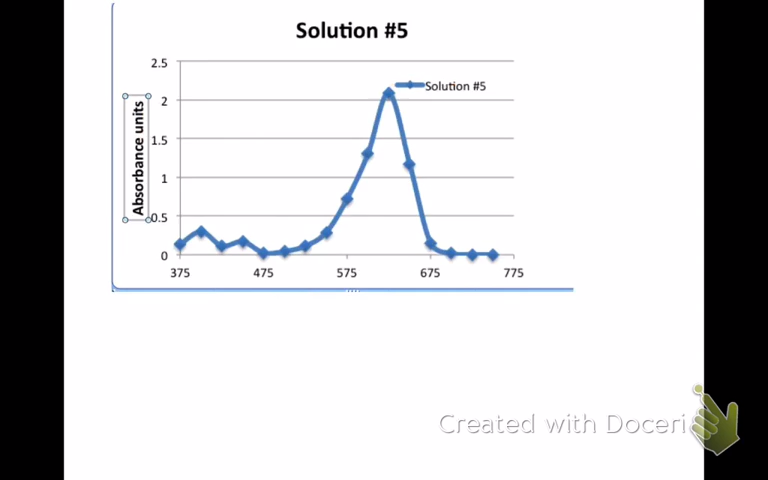 Solution #5
2.5
Solution #5
2
1.5
Absorbance units
1
0.5
0
375 475 575 675 775
Created with Doceri